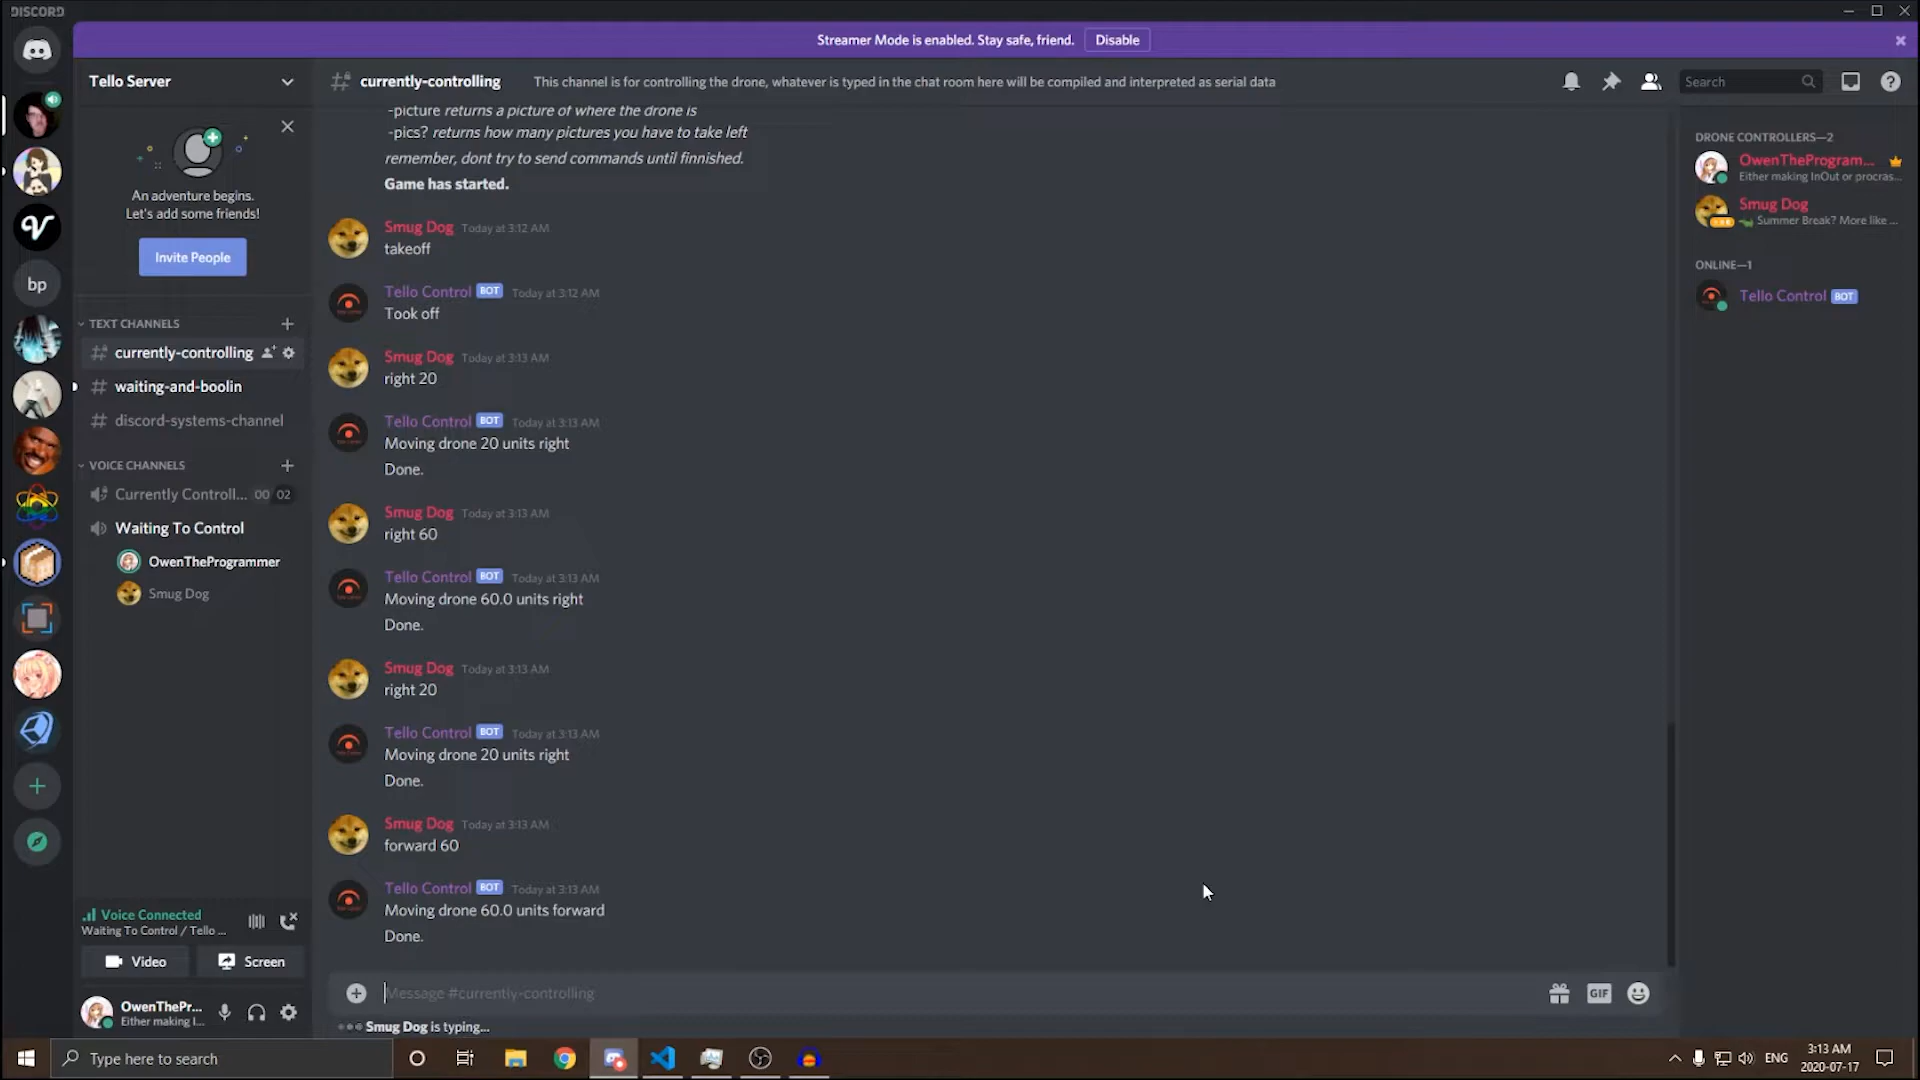 DISCORD
Streamer Mode is enabled. Stay safe, friend. Disable
Tello Server
currently-controlling
This channel is for controlling the drone, whatever is typed in the chat room here will be compiled and interpreted as serial data
Search
An adventure begins.
Let's add some friends!
Invite People
bp
TEXT CHANNELS
currently-controlling
waiting-and-boolin
discord-systems-channel
VOICE CHANNELS
Currently Controll... 00 02
Waiting To Control
OwenTheProgrammer
Smug Dog
Voice Connected
Waiting To Control / Tello ...
Video
Screen
OwenThePr...
Either making I...
-picture returns a picture of where the drone is
-pics? returns how many pictures you have to take left
remember, dont try to send commands until finnished.
Game has started.
Smug Dog Today at 3:12 AM
takeoff
Tello Control BOT Today at 3:12 AM
Took off
Smug Dog Today at 3:13 AM
right 20
Tello Control BOT Today at 3:13 AM
Moving drone 20 units right
Done.
Smug Dog Today at 3:13 AM
right 60
Tello Control BOT Today at 3:13 AM
Moving drone 60.0 units right
Done.
Smug Dog Today at 3:13 AM
right 20
Tello Control BOT Today at 3:13 AM
Moving drone 20 units right
Done.
Smug Dog Today at 3:13 AM
forward 60
Tello Control BOT Today at 3:13 AM
Moving drone 60.0 units forward
Done.
Message #currently-controlling
GIF
Smug Dog is typing...
DRONE CONTROLLERS—2
OwenTheProgram...
Either making InOut or procras...
Smug Dog
Summer Break? More like ...
ONLINE—1
Tello Control BOT
Type here to search
ENG
3:13 AM
2020-07-17